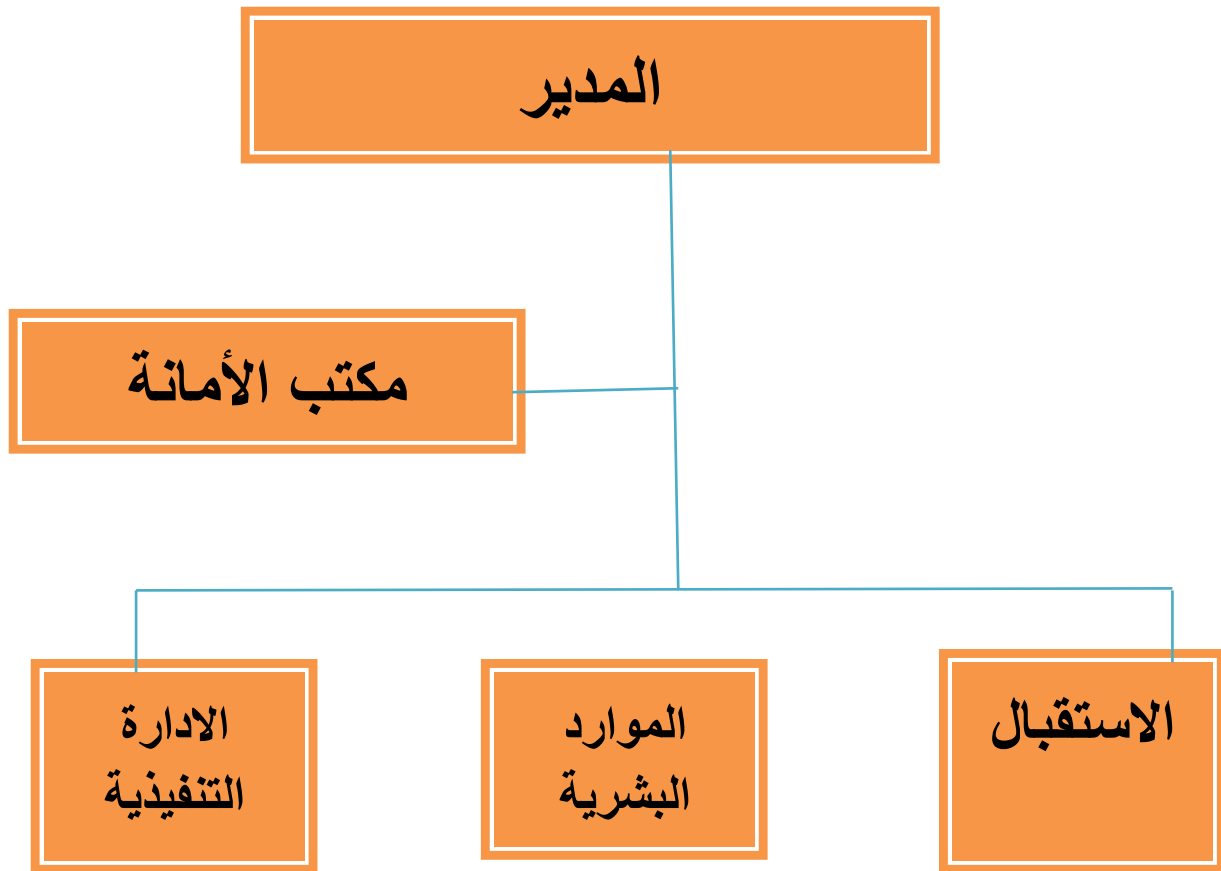 المدير
مكتب الأمانة
الاستقبال
الموارد
البشرية
الادارة
التنفيذية